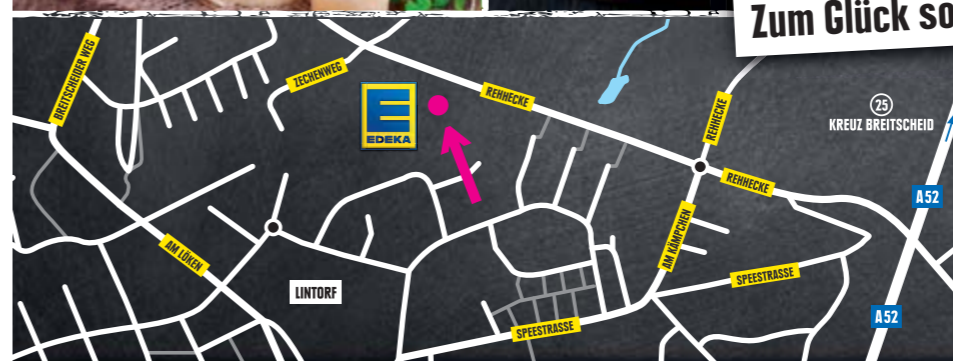 Zum Glück so
BREITSCHEIDER WEG
ZECHENWEG
E
EDEKA
REHHECKE
REHHECKE
25
KREUZ BREITSCHEID
REHHECKE
A52
AM LÖKEN
AM KÄMPCHEN
LINTORF
SPEESTRASSE
SPEESTRASSE
A52